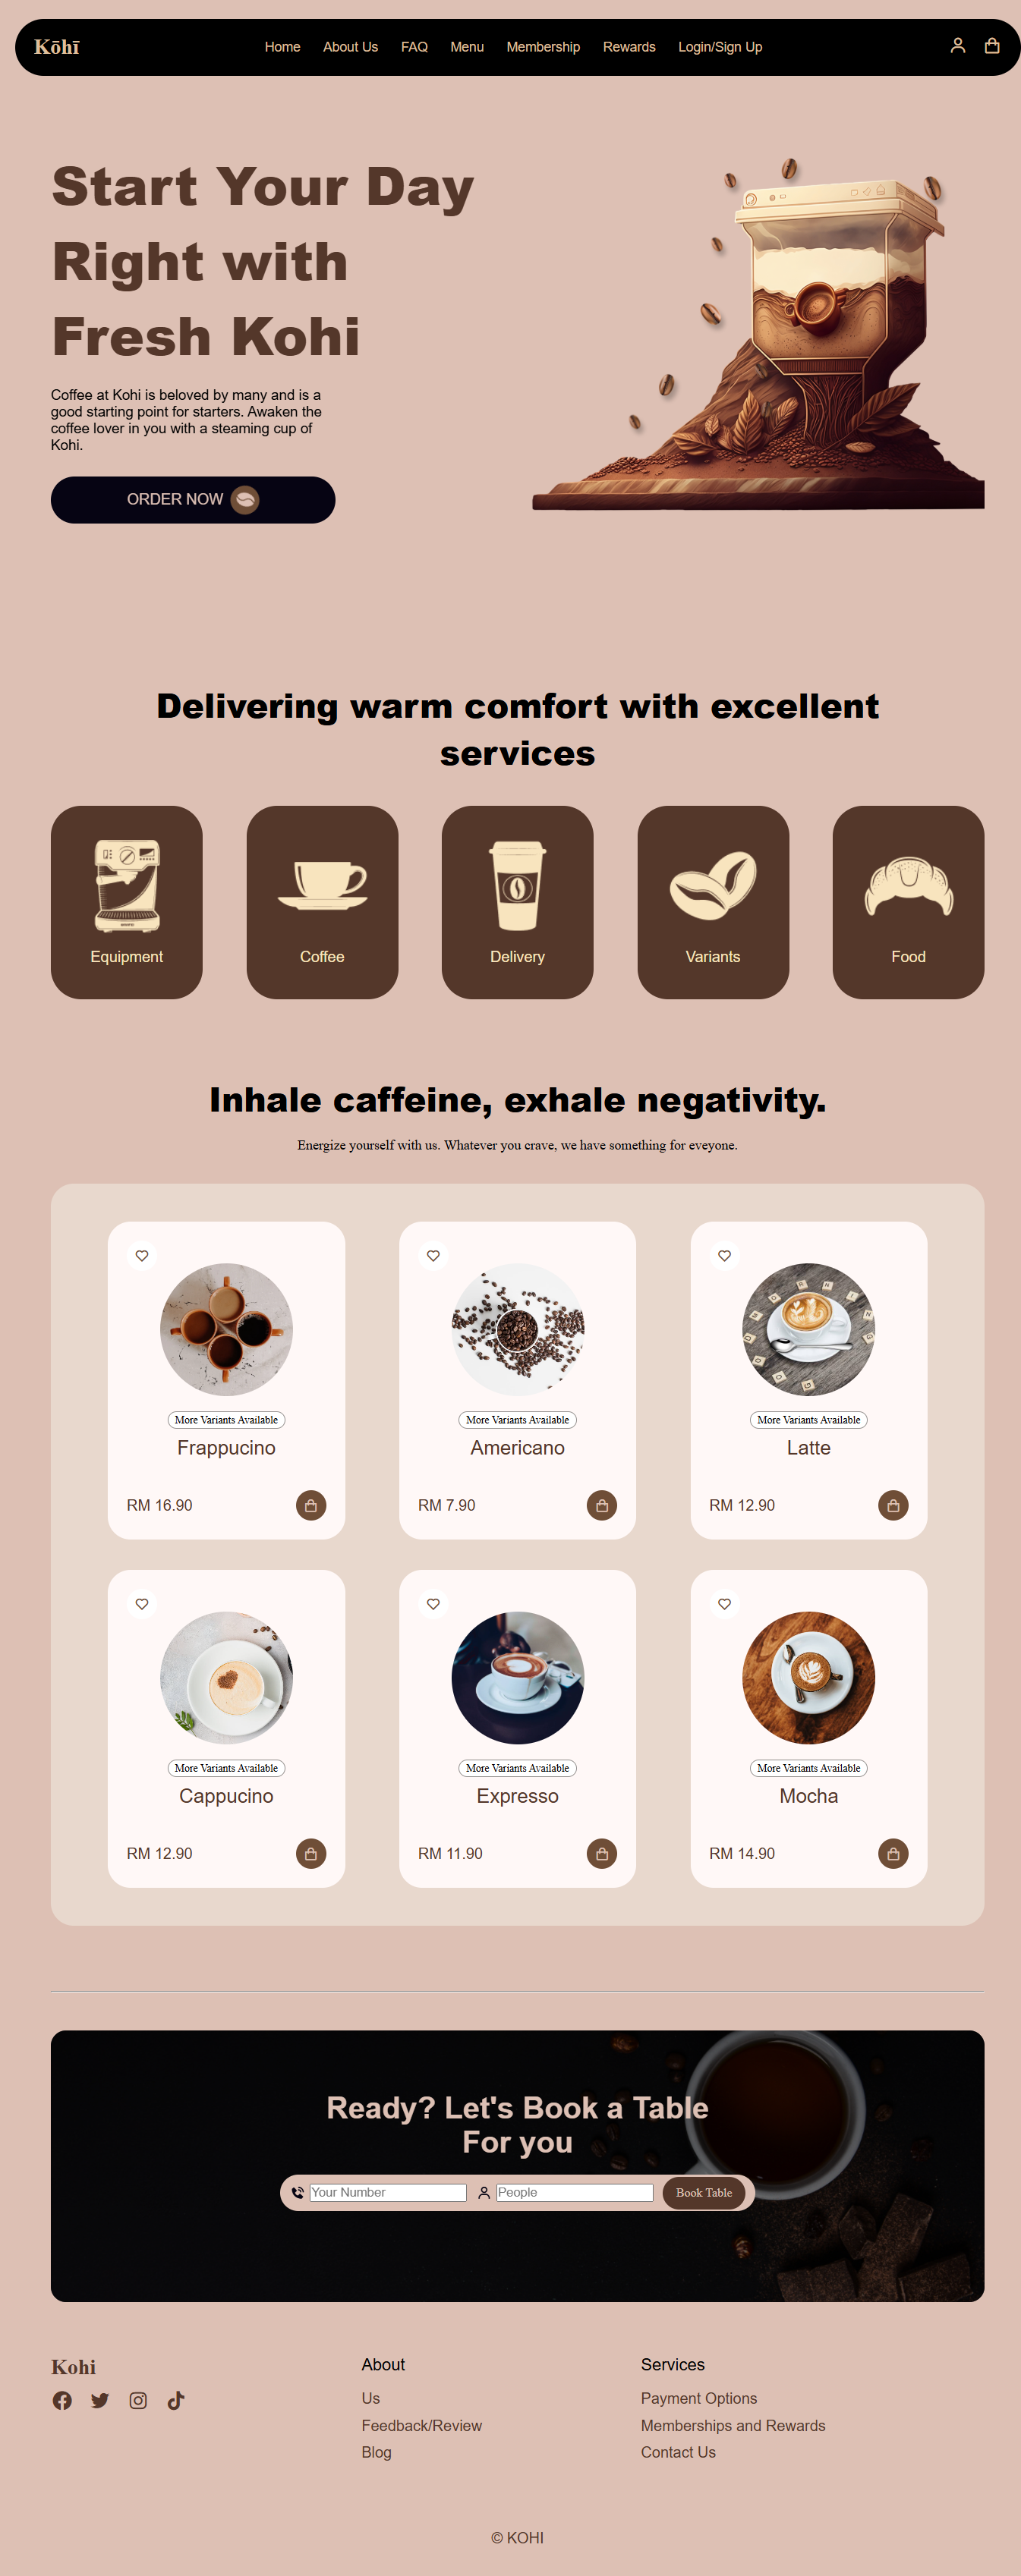 Kōhī
Home About Us FAQ Menu Membership Rewards Login/Sign Up
Start Your Day
Right with
Fresh Kohi
Coffee at Kohi is beloved by many and is a
good starting point for starters. Awaken the
coffee lover in you with a steaming cup of
Kohi.
ORDER NOW
Delivering warm comfort with excellent
services
Equipment
Coffee
Delivery
Variants
Food
Inhale caffeine, exhale negativity.
Energize yourself with us. Whatever you crave, we have something for eveyone.
More Variants Available
Frappucino
RM 16.90
More Variants Available
Americano
RM 7.90
More Variants Available
Latte
RM 12.90
More Variants Available
Cappucino
RM 12.90
More Variants Available
Expresso
RM 11.90
More Variants Available
Mocha
RM 14.90
Ready? Let's Book a Table
For you
Your Number
People
Book Table
Kohi
About
Us
Feedback/Review
Blog
Services
Payment Options
Memberships and Rewards
Contact Us
© KOHI